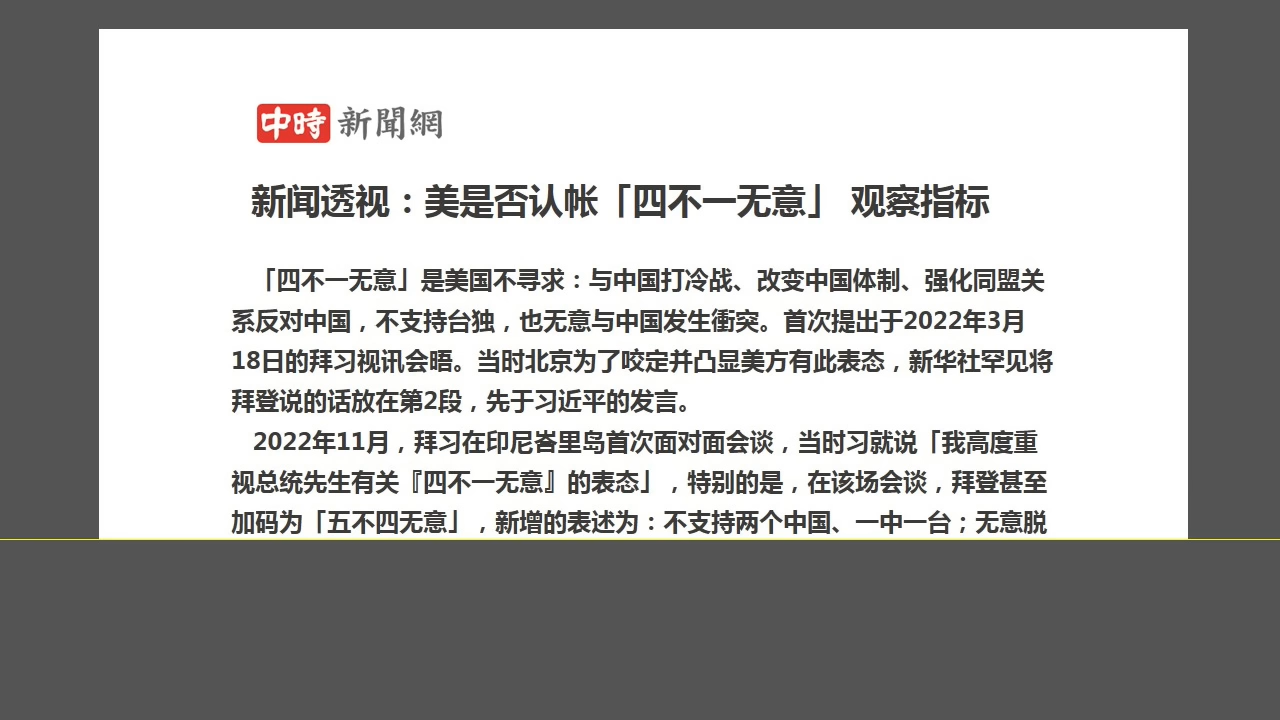 中時 新聞網
新闻透视：美是否认帐「四不一无意」 观察指标
「四不一无意」是美国不寻求：与中国打冷战、改变中国体制、强化同盟关
系反对中国，不支持台独，也无意与中国发生衝突。首次提出于2022年3月
18日的拜习视讯会晤。当时北京为了咬定并凸显美方有此表态，新华社罕见将
拜登说的话放在第2段，先于习近平的发言。
2022年11月，拜习在印尼峇里岛首次面对面会谈，当时习就说「我高度重
视总统先生有关『四不一无意』的表态」，特别的是，在该场会谈，拜登甚至
加码为「五不四无意」，新增的表述为：不支持两个中国、一中一台；无意脱